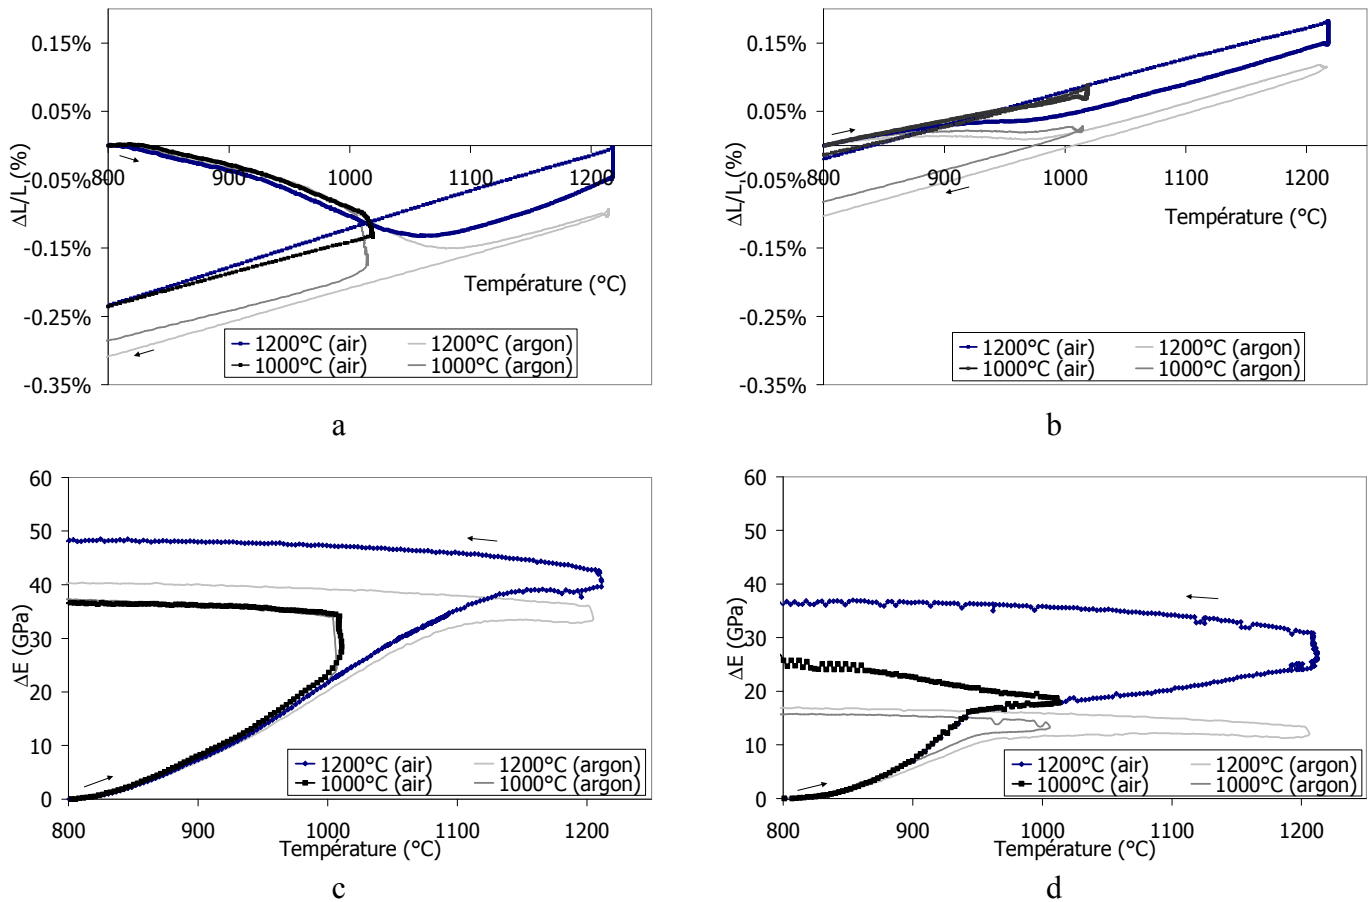 0.15%
0.05%
-0.05%
-0.15%
-0.25%
-0.35%
800 900 1000 1100 1200
ΔL/L, (%)
Température (°C)
1200°C (air) 1200°C (argon)
1000°C (air) 1000°C (argon)
a
0.15%
0.05%
-0.05%
-0.15%
-0.25%
-0.35%
800 900 1000 1100 1200
ΔL/L, (%)
Température (°C)
1200°C (air) 1200°C (argon)
1000°C (air) 1000°C (argon)
b
60
50
40
30
20
10
0
ΔE (GPa)
1200°C (air) 1200°C (argon)
1000°C (air) 1000°C (argon)
800 900 1000 1100 1200
Température (°C)
c
60
50
40
30
20
10
0
ΔE (GPa)
1200°C (air) 1200°C (argon)
1000°C (air) 1000°C (argon)
800 900 1000 1100 1200
Température (°C)
d